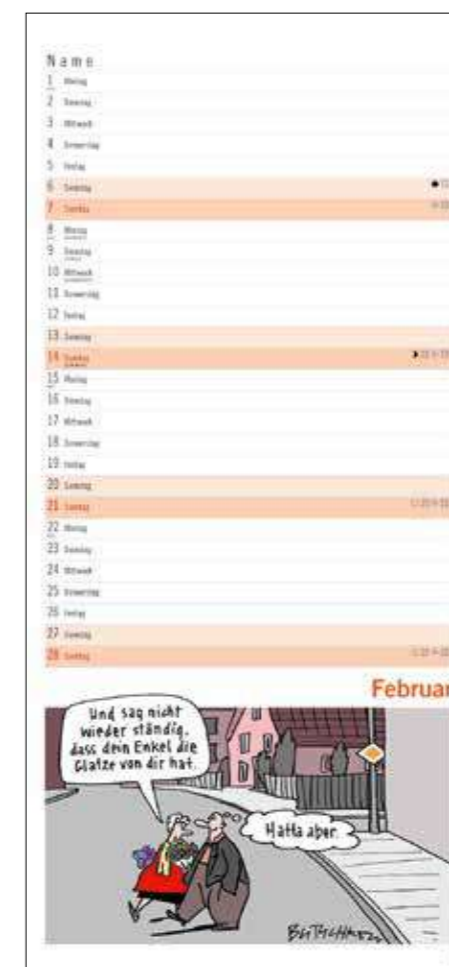 Name
1 Montag
2 Dienstag
3 Mittwoch
4 Donnerstag
5 Freitag
6 Samstag
7 Sonntag
8 Montag
9 Dienstag
10 Mittwoch
11 Donnerstag
12 Freitag
13 Samstag
14 Sonntag
15 Montag
16 Dienstag
17 Mittwoch
18 Donnerstag
19 Freitag
20 Samstag
21 Sonntag
22 Montag
23 Dienstag
24 Mittwoch
25 Donnerstag
26 Freitag
27 Samstag
28 Sonntag
Februar
Und sag nicht
wieder ständig,
dass dein Enkel die
Glatze von dir hat.
Hatta aber.